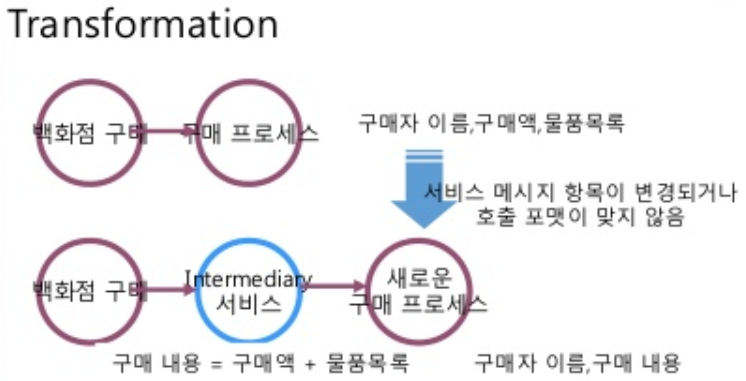 Transformation
백화점 구매
구매 프로세스
구매자 이름,구매액,물품목록
서비스 메시지 항목이 변경되거나
호출 포맷이 맞지 않음
백화점 구매
Intermediary
서비스
새로운
구매 프로세스
구매 내용 = 구매액 + 물품목록
구매자 이름,구매 내용